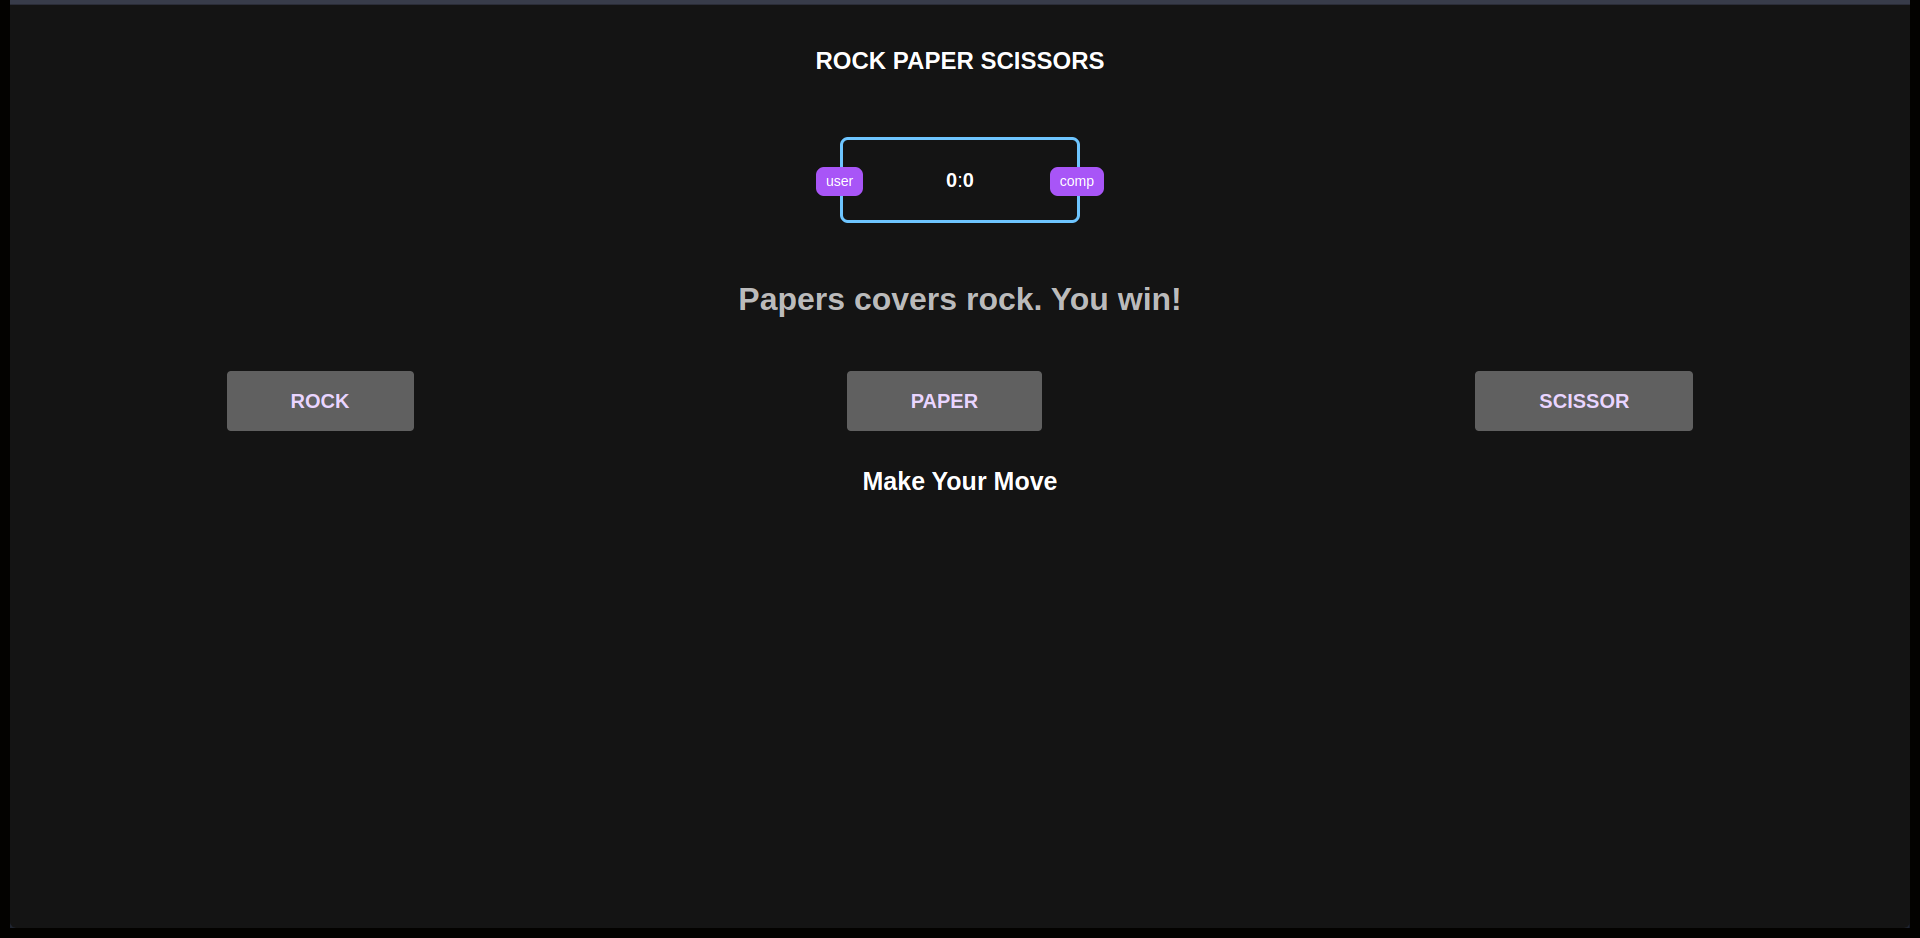 ROCK PAPER SCISSORS
user 0:0 comp
Papers covers rock. You win!
ROCK PAPER SCISSOR
Make Your Move